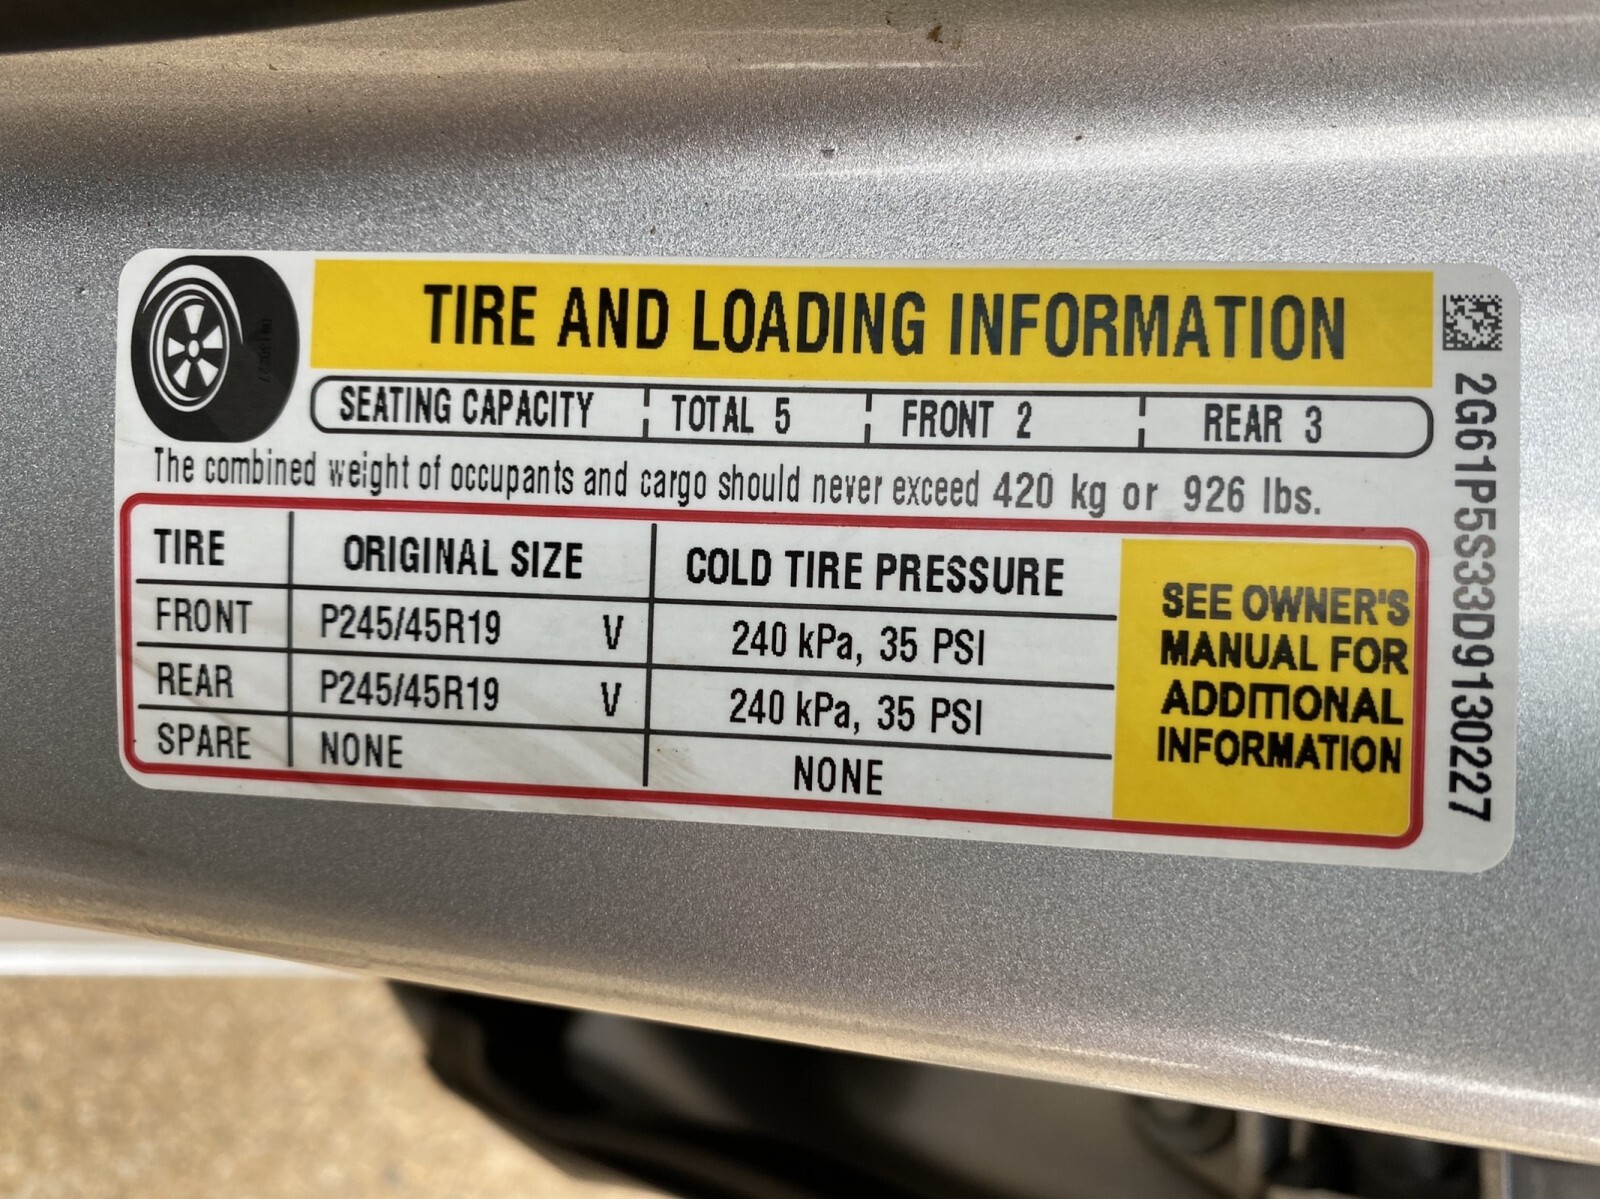 TIRE AND LOADING INFORMATION
SEATING CAPACITY TOTAL 5 FRONT 2 REAR 3
The combined weight of occupants and cargo should never exceed 420 kg or 926 lbs.
TIRE ORIGINAL SIZE COLD TIRE PRESSURE
FRONT P245/45R19 V 240 kPa, 35 PSI
REAR P245/45R19 V 240 kPa, 35 PSI
SPARE NONE NONE
SEE OWNER'S
MANUAL FOR
ADDITIONAL
INFORMATION
2G61P5S33D9130227